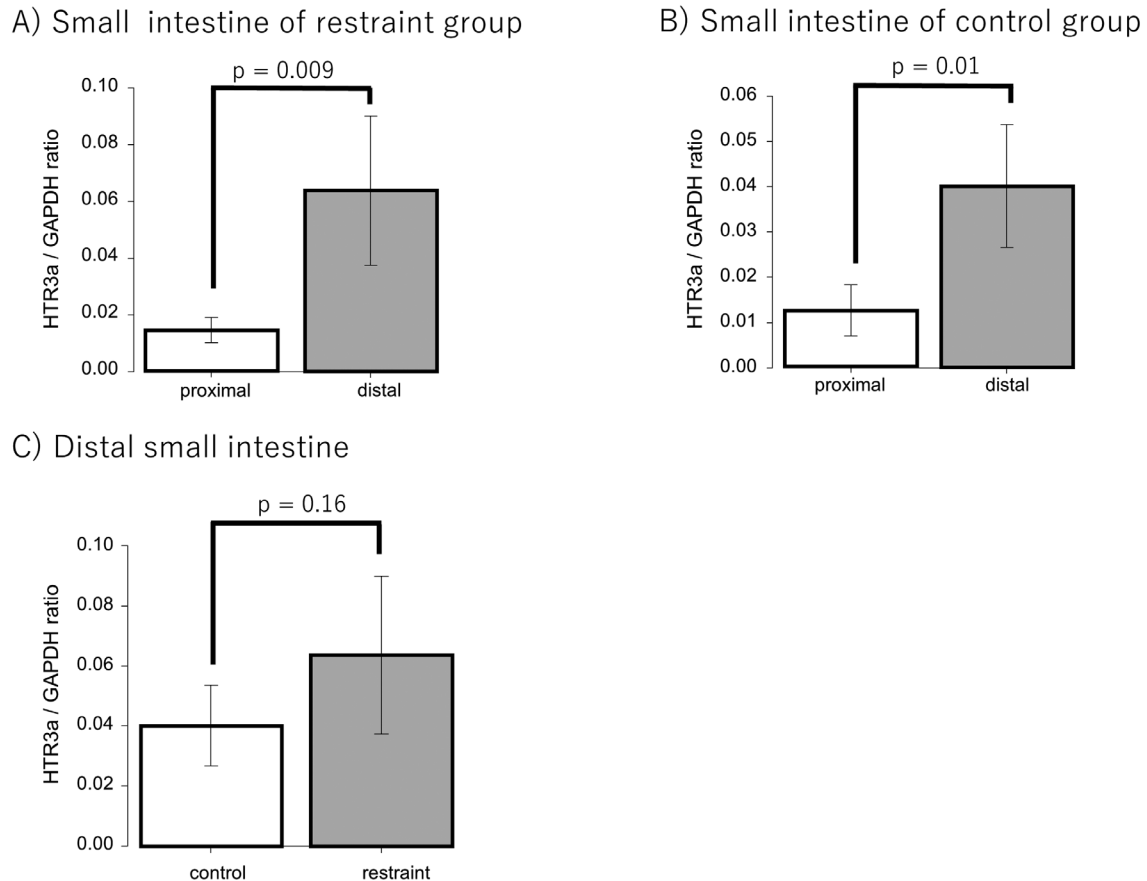 A) Small intestine of restraint group
p = 0.009
HTR3a / GAPDH ratio
0.10
0.08
0.06
0.04
0.02
0.00
proximal
distal
B) Small intestine of control group
p = 0.01
HTR3a / GAPDH ratio
0.06
0.05
0.04
0.03
0.02
0.01
0.00
proximal
distal
C) Distal small intestine
p = 0.16
HTR3a / GAPDH ratio
0.10
0.08
0.06
0.04
0.02
0.00
control
restraint